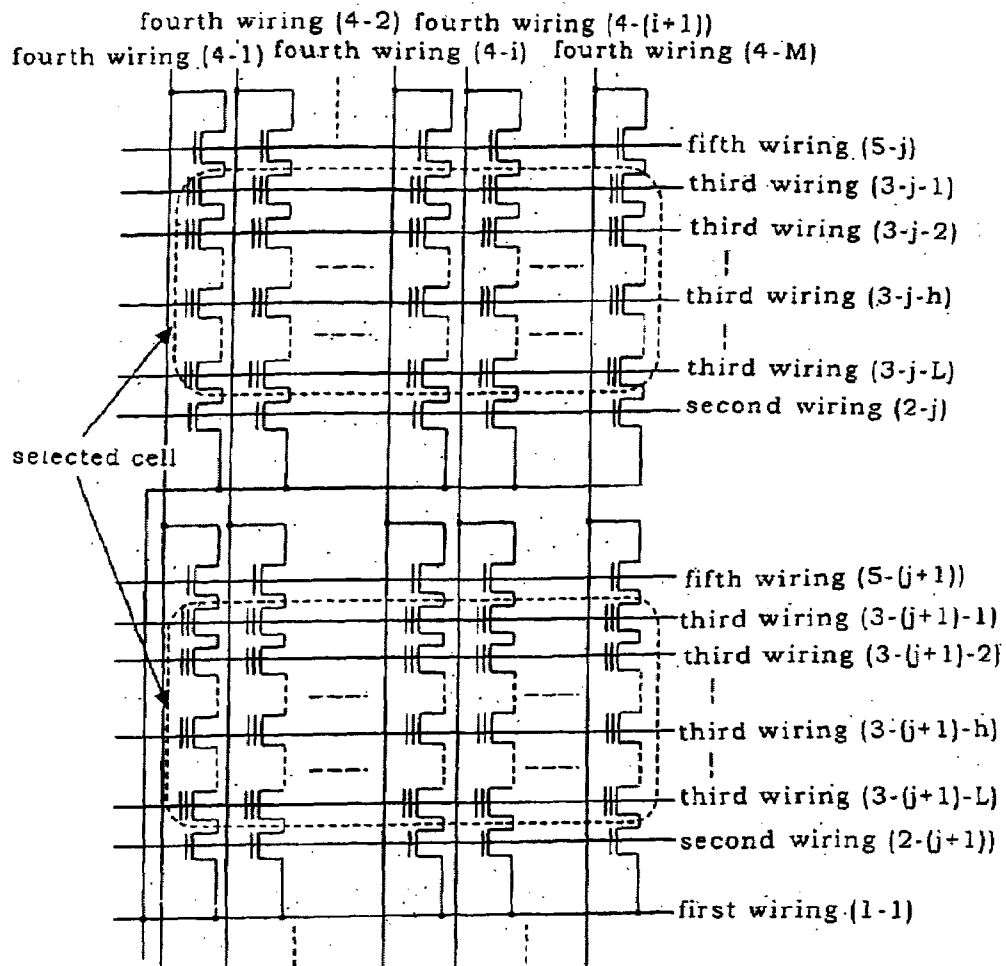 fourth wiring (4-2) fourth wiring (4-(i+1))
fourth wiring (4-1) fourth wiring (4-i) fourth wiring (4-M)
fifth wiring (5-j)
third wiring (3-j-1)
third wiring (3-j-2)
third wiring (3-j-h)
third wiring (3-j-L)
second wiring (2-j)
selected cell
fifth wiring (5-(j+1))
third wiring (3-(j+1)-1)
third wiring (3-(j+1)-2)
third wiring (3-(j+1)-h)
third wiring (3-(j+1)-L)
second wiring (2-(j+1))
first wiring (1-1)